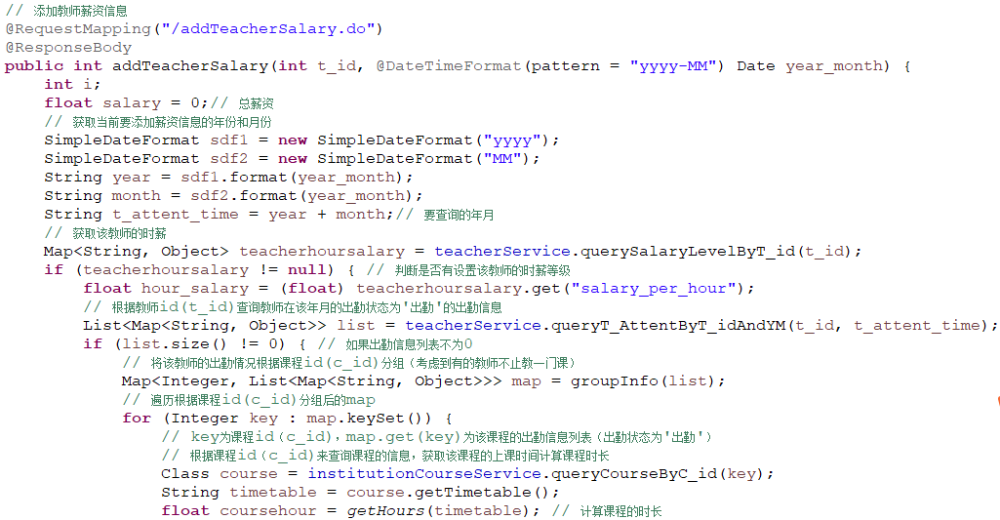 // 添加教师薪资信息
@RequestMapping("/addTeacherSalary.do")
@ResponseBody
public int addTeacherSalary(int t_id, @DateTimeFormat(pattern = "yyyy-MM") Date year_month) {
    int i;
    float salary = 0;// 总薪资
    // 获取当前要添加薪资信息的年份和月份
    SimpleDateFormat sdf1 = new SimpleDateFormat("yyyy");
    SimpleDateFormat sdf2 = new SimpleDateFormat("MM");
    String year = sdf1.format(year_month);
    String month = sdf2.format(year_month);
    String t_attent_time = year + month;// 要查询的年月
    // 获取该教师的时薪
    Map<String, Object> teacherhoursalary = teacherService.querySalaryLevelByT_id(t_id);
    if (teacherhoursalary != null) { // 判断是否有设置该教师的时薪等级
        float hour_salary = (float) teacherhoursalary.get("salary_per_hour");
        // 根据教师id(t_id)查询教师在该年月的出勤状态为'出勤'的出勤信息
        List<Map<String, Object>> list = teacherService.queryT_AttentByT_idAndYM(t_id, t_attent_time);
        if (list.size() != 0) { // 如果出勤信息列表不为0
            // 将该教师的出勤情况根据课程id(c_id)分组（考虑到有的教师不止教一门课）
            Map<Integer, List<Map<String, Object>>> map = groupInfo(list);
            // 遍历根据课程id(c_id)分组后的map
            for (Integer key : map.keySet()) {
                // key为课程id（c_id），map.get(key)为该课程的出勤信息列表（出勤状态为'出勤'）
                // 根据课程id（c_id)来查询课程的信息，获取该课程的上课时间计算课程时长
                Class course = institutionCourseService.queryCourseByC_id(key);
                String timetable = course.getTimetable();
                float coursehour = getHours(timetable); // 计算课程的时长